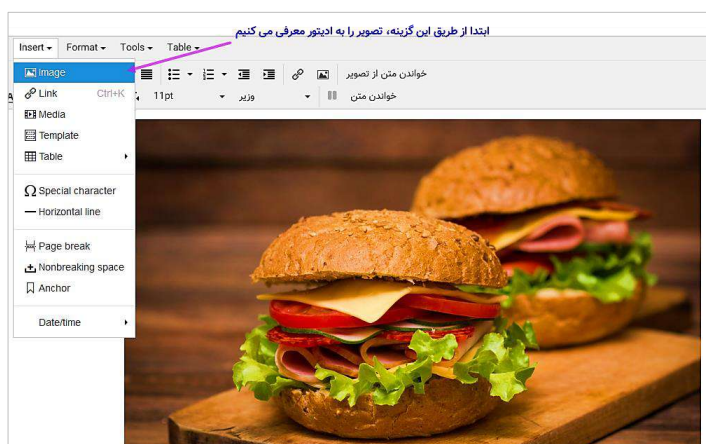 ابتدا از طریق این گزینه، تصویر را به ادیتور معرفی می کنیم
Insert Format Tools Table
Image
خواندن متن از تصویر
Link Ctrl+K
11pt وزیر خواندن متن
Media
Template
Table
Special character
Horizontal line
Page break
Nonbreaking space
Anchor
Date/time